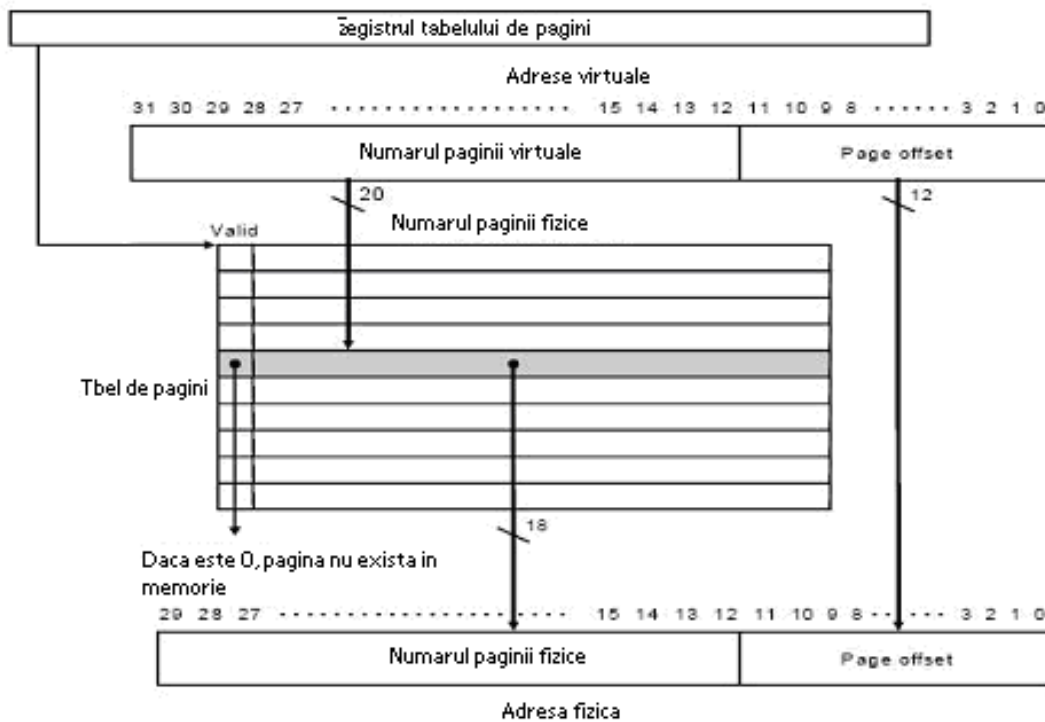 Registrul tabelului de pagini
Adrese virtuale
31 30 29 28 27 ..................... 15 14 13 12 11 10 9 8 ...... 3 2 1 0
Numarul paginii virtuale Page offset
20 12
Numarul paginii fizice
Valid
Tbel de pagini
18
Daca este 0, pagina nu exista in
memorie
29 28 27 ......................... 15 14 13 12 11 10 9 8 ...... 3 2 1 0
Numarul paginii fizice Page offset
Adresa fizica